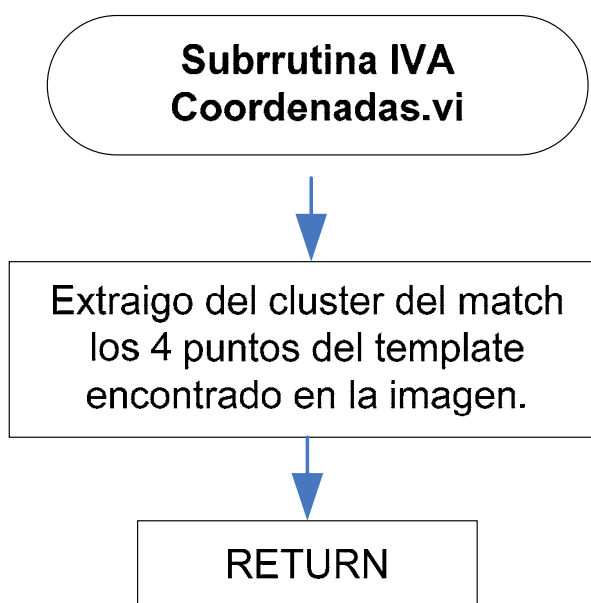 Subrrutina IVA
Coordenadas.vi
Extraigo del cluster del match
los 4 puntos del template
encontrado en la imagen.
RETURN